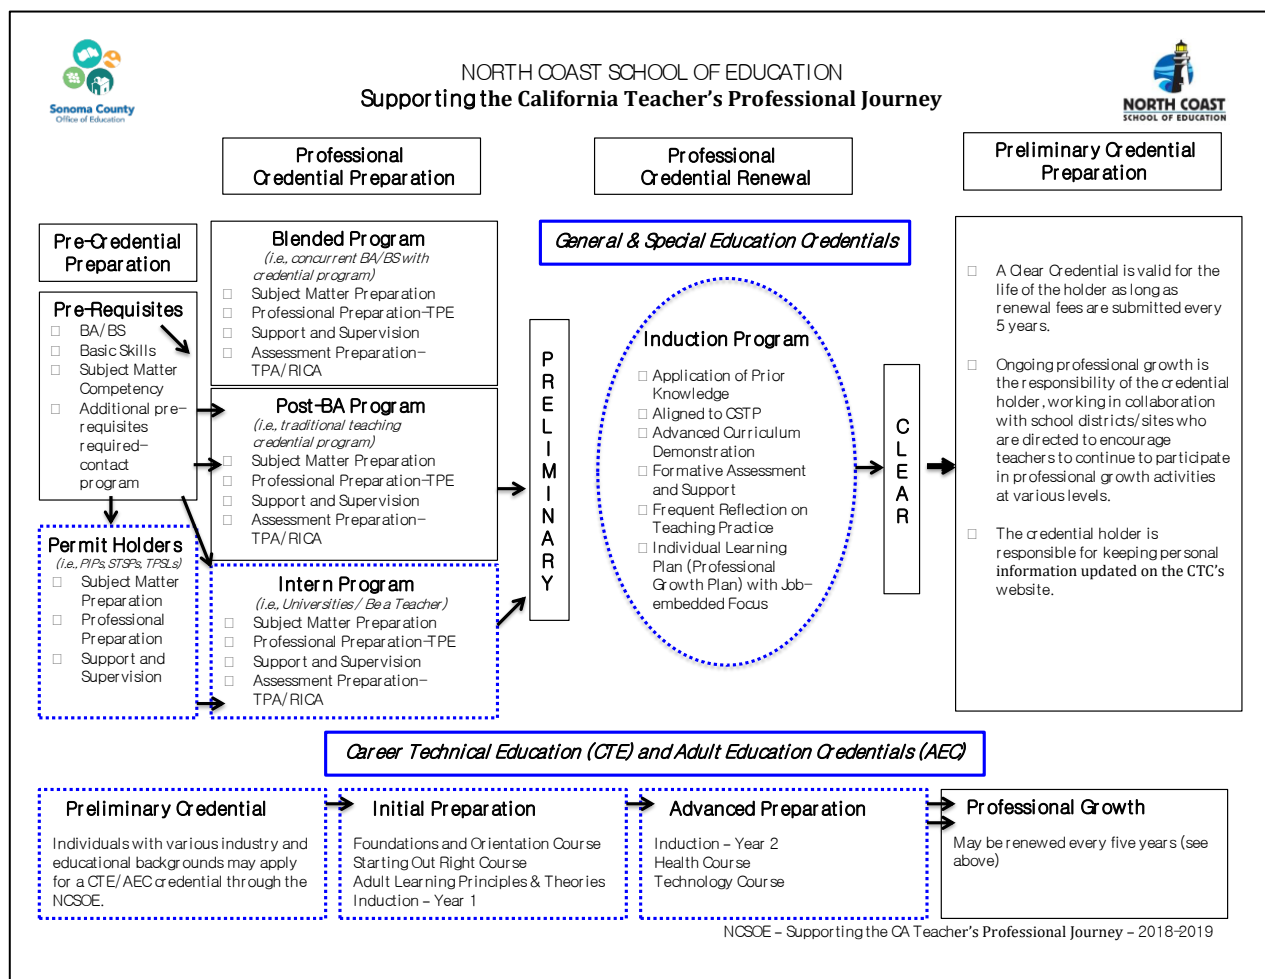 Sonoma County
Office of Education
NORTH COAST SCHOOL OF EDUCATION
Supporting the California Teacher's Professional Journey
NORTH COAST
SCHOOL OF EDUCATION
Professional
Credential Preparation
Professional
Credential Renewal
Preliminary Credential
Preparation
Pre-Credential
Preparation
Pre-Requisites
□ BA/BS
□ Basic Skills
□ Subject Matter
Competency
□ Additional pre-
requisites
required-
contact
program
Permit Holders
(i.e., PIPs, STSPs, TPSLs)
□ Subject Matter
Preparation
□ Professional
Preparation
□ Support and
Supervision
Blended Program
(i.e., concurrent BA/BS with
credential program)
□ Subject Matter Preparation
□ Professional Preparation-TPE
□ Support and Supervision
□ Assessment Preparation-
TPA/RICA
Post-BA Program
(i.e., traditional teaching
credential program)
□ Subject Matter Preparation
□ Professional Preparation-TPE
□ Support and Supervision
□ Assessment Preparation-
TPA/RICA
Intern Program
(i.e., Universities/ Be a Teacher)
□ Subject Matter Preparation
□ Professional Preparation-TPE
□ Support and Supervision
□ Assessment Preparation-
TPA/RICA
PRELIMINARY
General & Special Education Credentials
Induction Program
□ Application of Prior
Knowledge
□ Aligned to CSTP
□ Advanced Curriculum
Demonstration
□ Formative Assessment
and Support
□ Frequent Reflection on
Teaching Practice
□ Individual Learning
Plan (Professional
Growth Plan) with Job-
embedded Focus
CLEAR
□ A Clear Credential is valid for the
life of the holder as long as
renewal fees are submitted every
5 years.
□ Ongoing professional growth is
the responsibility of the credential
holder, working in collaboration
with school districts/sites who
are directed to encourage
teachers to continue to participate
in professional growth activities
at various levels.
□ The credential holder is
responsible for keeping personal
information updated on the CTC's
website.
Career Technical Education (CTE) and Adult Education Credentials (AEC)
Preliminary Credential
Individuals with various industry and
educational backgrounds may apply
for a CTE/AEC credential through the
NCSOE.
Initial Preparation
Foundations and Orientation Course
Starting Out Right Course
Adult Learning Principles & Theories
Induction – Year 1
Advanced Preparation
Induction – Year 2
Health Course
Technology Course
Professional Growth
May be renewed every five years (see
above)
NCSOE – Supporting the CA Teacher's Professional Journey – 2018-2019